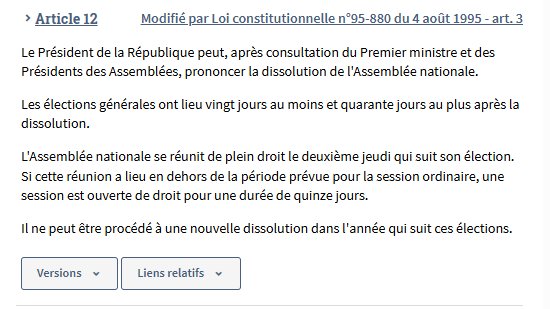 Article 12 Modifié par Loi constitutionnelle n°95-880 du 4 août 1995 - art. 3
Le Président de la République peut, après consultation du Premier ministre et des
Présidents des Assemblées, prononcer la dissolution de l'Assemblée nationale.
Les élections générales ont lieu vingt jours au moins et quarante jours au plus après la
dissolution.
L'Assemblée nationale se réunit de plein droit le deuxième jeudi qui suit son élection.
Si cette réunion a lieu en dehors de la période prévue pour la session ordinaire, une
session est ouverte de droit pour une durée de quinze jours.
Il ne peut être procédé à une nouvelle dissolution dans l'année qui suit ces élections.
Versions Liens relatifs